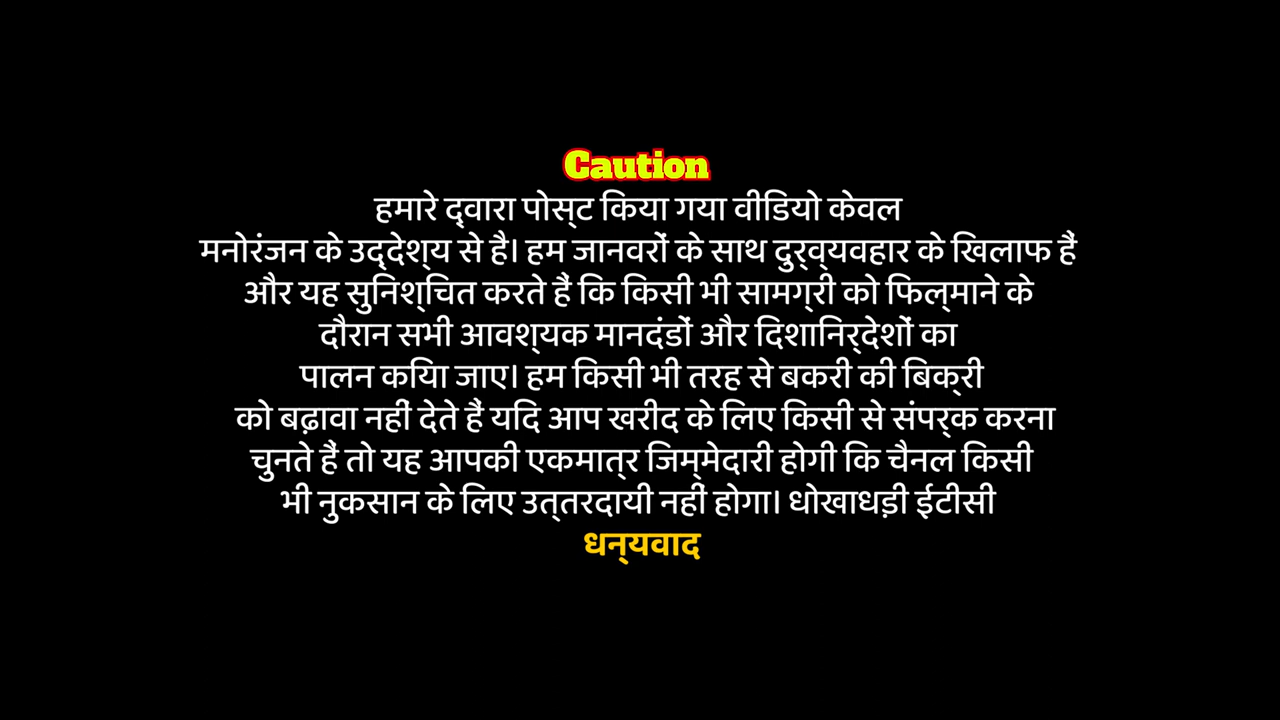 Caution
हमारे द्वारा पोस्ट किया गया वीडियो केवल
मनोरंजन के उद्देश्य से है। हम जानवरों के साथ दुर्व्यवहार के खिलाफ हैं
और यह सुनिश्चित करते हैं कि किसी भी सामग्री को फिल्माने के
दौरान सभी आवश्यक मानदंडों और दिशानिर्देशों का
पालन कयिा जाए। हम किसी भी तरह से बकरी की बिक्री
को बढ़ावा नहीं देते हैं यदि आप खरीद के लिए किसी से संपर्क करना
चुनते हैं तो यह आपकी एकमात्र जिम्मेदारी होगी कि चैनल किसी
भी नुकसान के लिए उत्तरदायी नहीं होगा। धोखाधड़ी ईटीसी
धन्यवाद